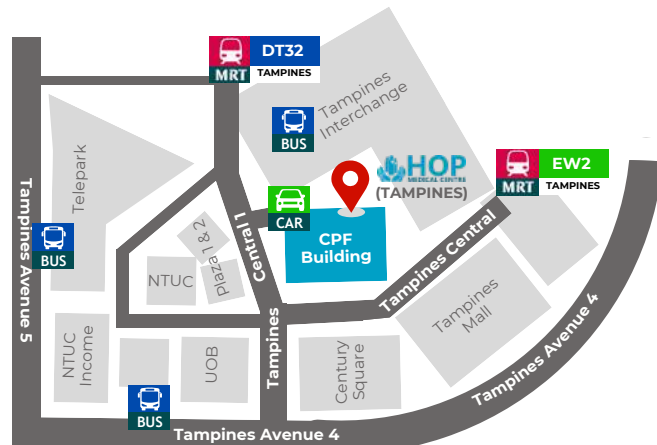 DT32
MRT
TAMPINES
Tampines
Interchange
BUS
Telepark
HOP
MEDICAL CENTRE
(TAMPINES)
EW2
MRT
TAMPINES
CAR
Tampines Avenue 5
BUS
Plaza 1 & 2
NTUC
Central 1
Tampines
CPF
Building
Tampines Central
Tampines
Mall
NTUC
Income
UOB
Century
Square
BUS
Tampines Avenue 4
Tampines Avenue 4